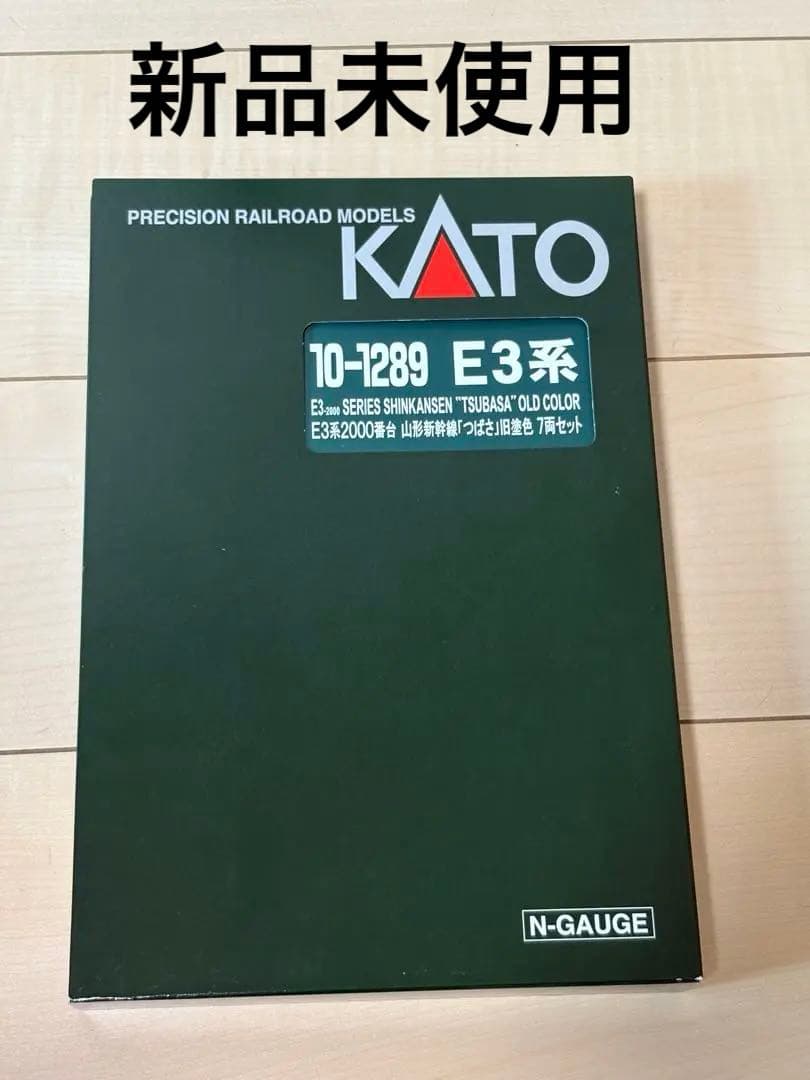 新品未使用
PRECISION RAILROAD MODELS
KATO
10-1289 E3系
E3-2000 SERIES SHINKANSEN "TSUBASA" OLD COLOR
E3系2000番台 山形新幹線「つばさ」旧塗色 7両セット
N-GAUGE